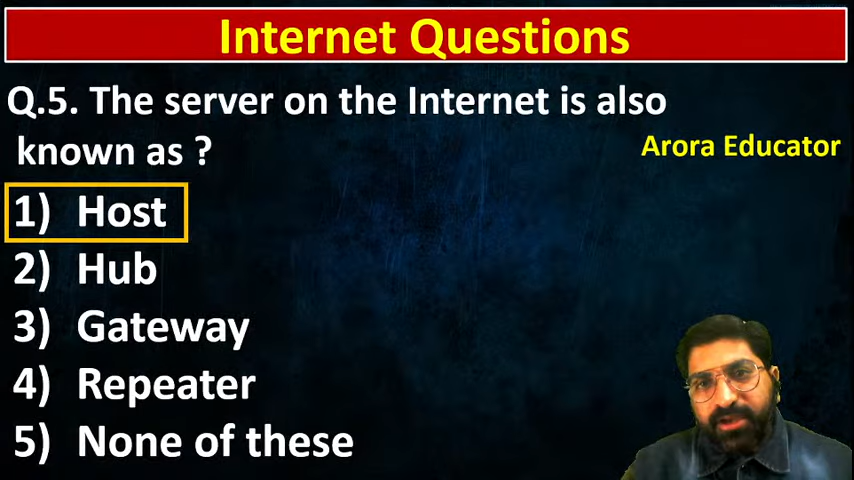 Internet Questions
Q.5. The server on the Internet is also
known as ?
Arora Educator
1) Host
2) Hub
3) Gateway
4) Repeater
5) None of these